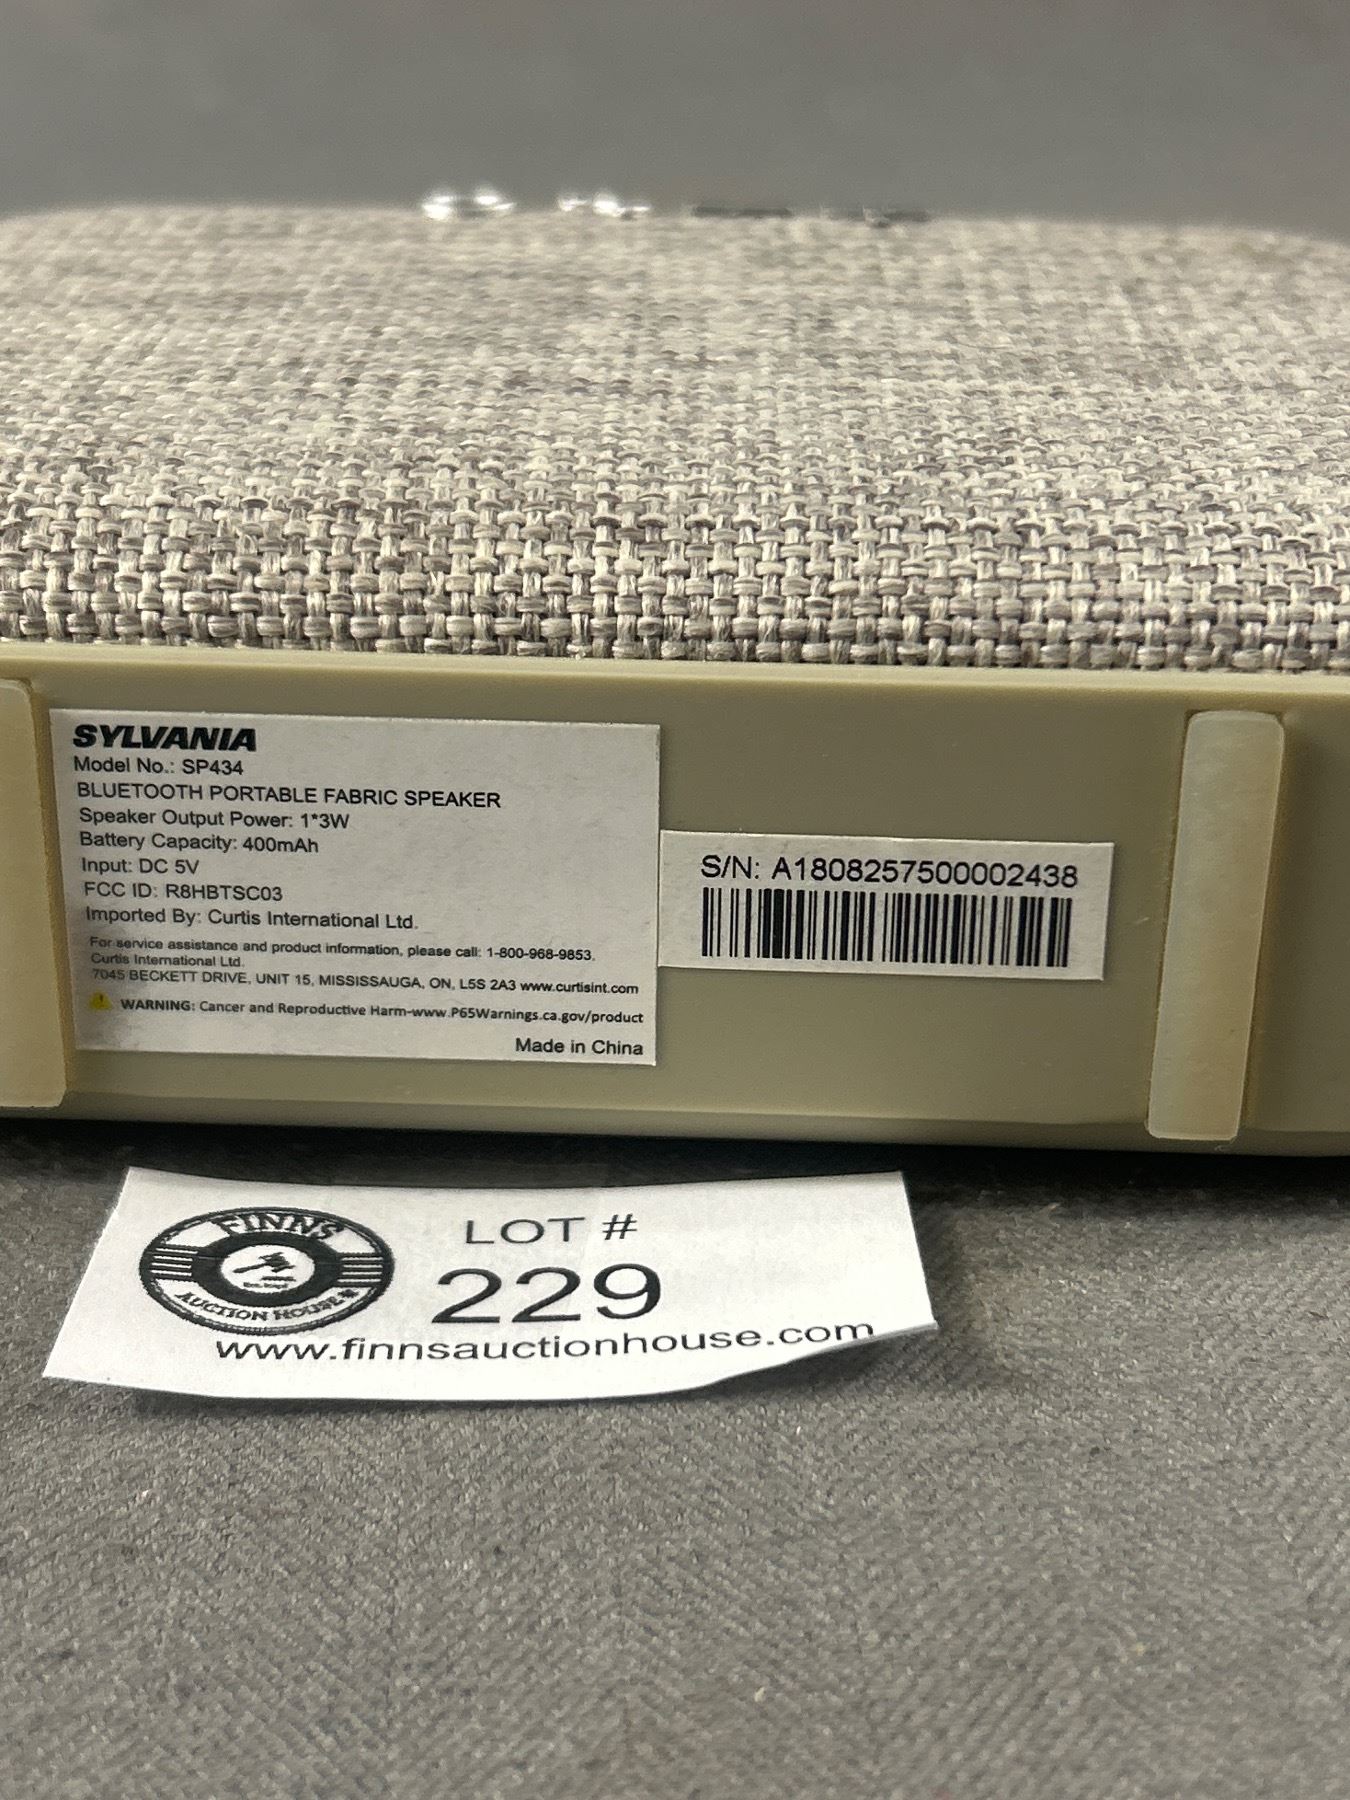 SYLVANIA
Model No.: SP434
BLUETOOTH PORTABLE FABRIC SPEAKER
Speaker Output Power: 1*3W
Battery Capacity: 400mAh
Input: DC 5V
FCC ID: R8HBTSC03
Imported By: Curtis International Ltd.
For service assistance and product information, please call: 1-800-968-9853.
Curtis International Ltd.
7045 BECKETT DRIVE, UNIT 15, MISSISSAUGA, ON, L5S 2A3 www.curtisint.com
WARNING: Cancer and Reproductive Harm-www.P65Warnings.ca.gov/product
Made in China
S/N: A1808257500002438
FINNS
AUCTION HOUSE
LOT #
229
www.finnsauctionhouse.com